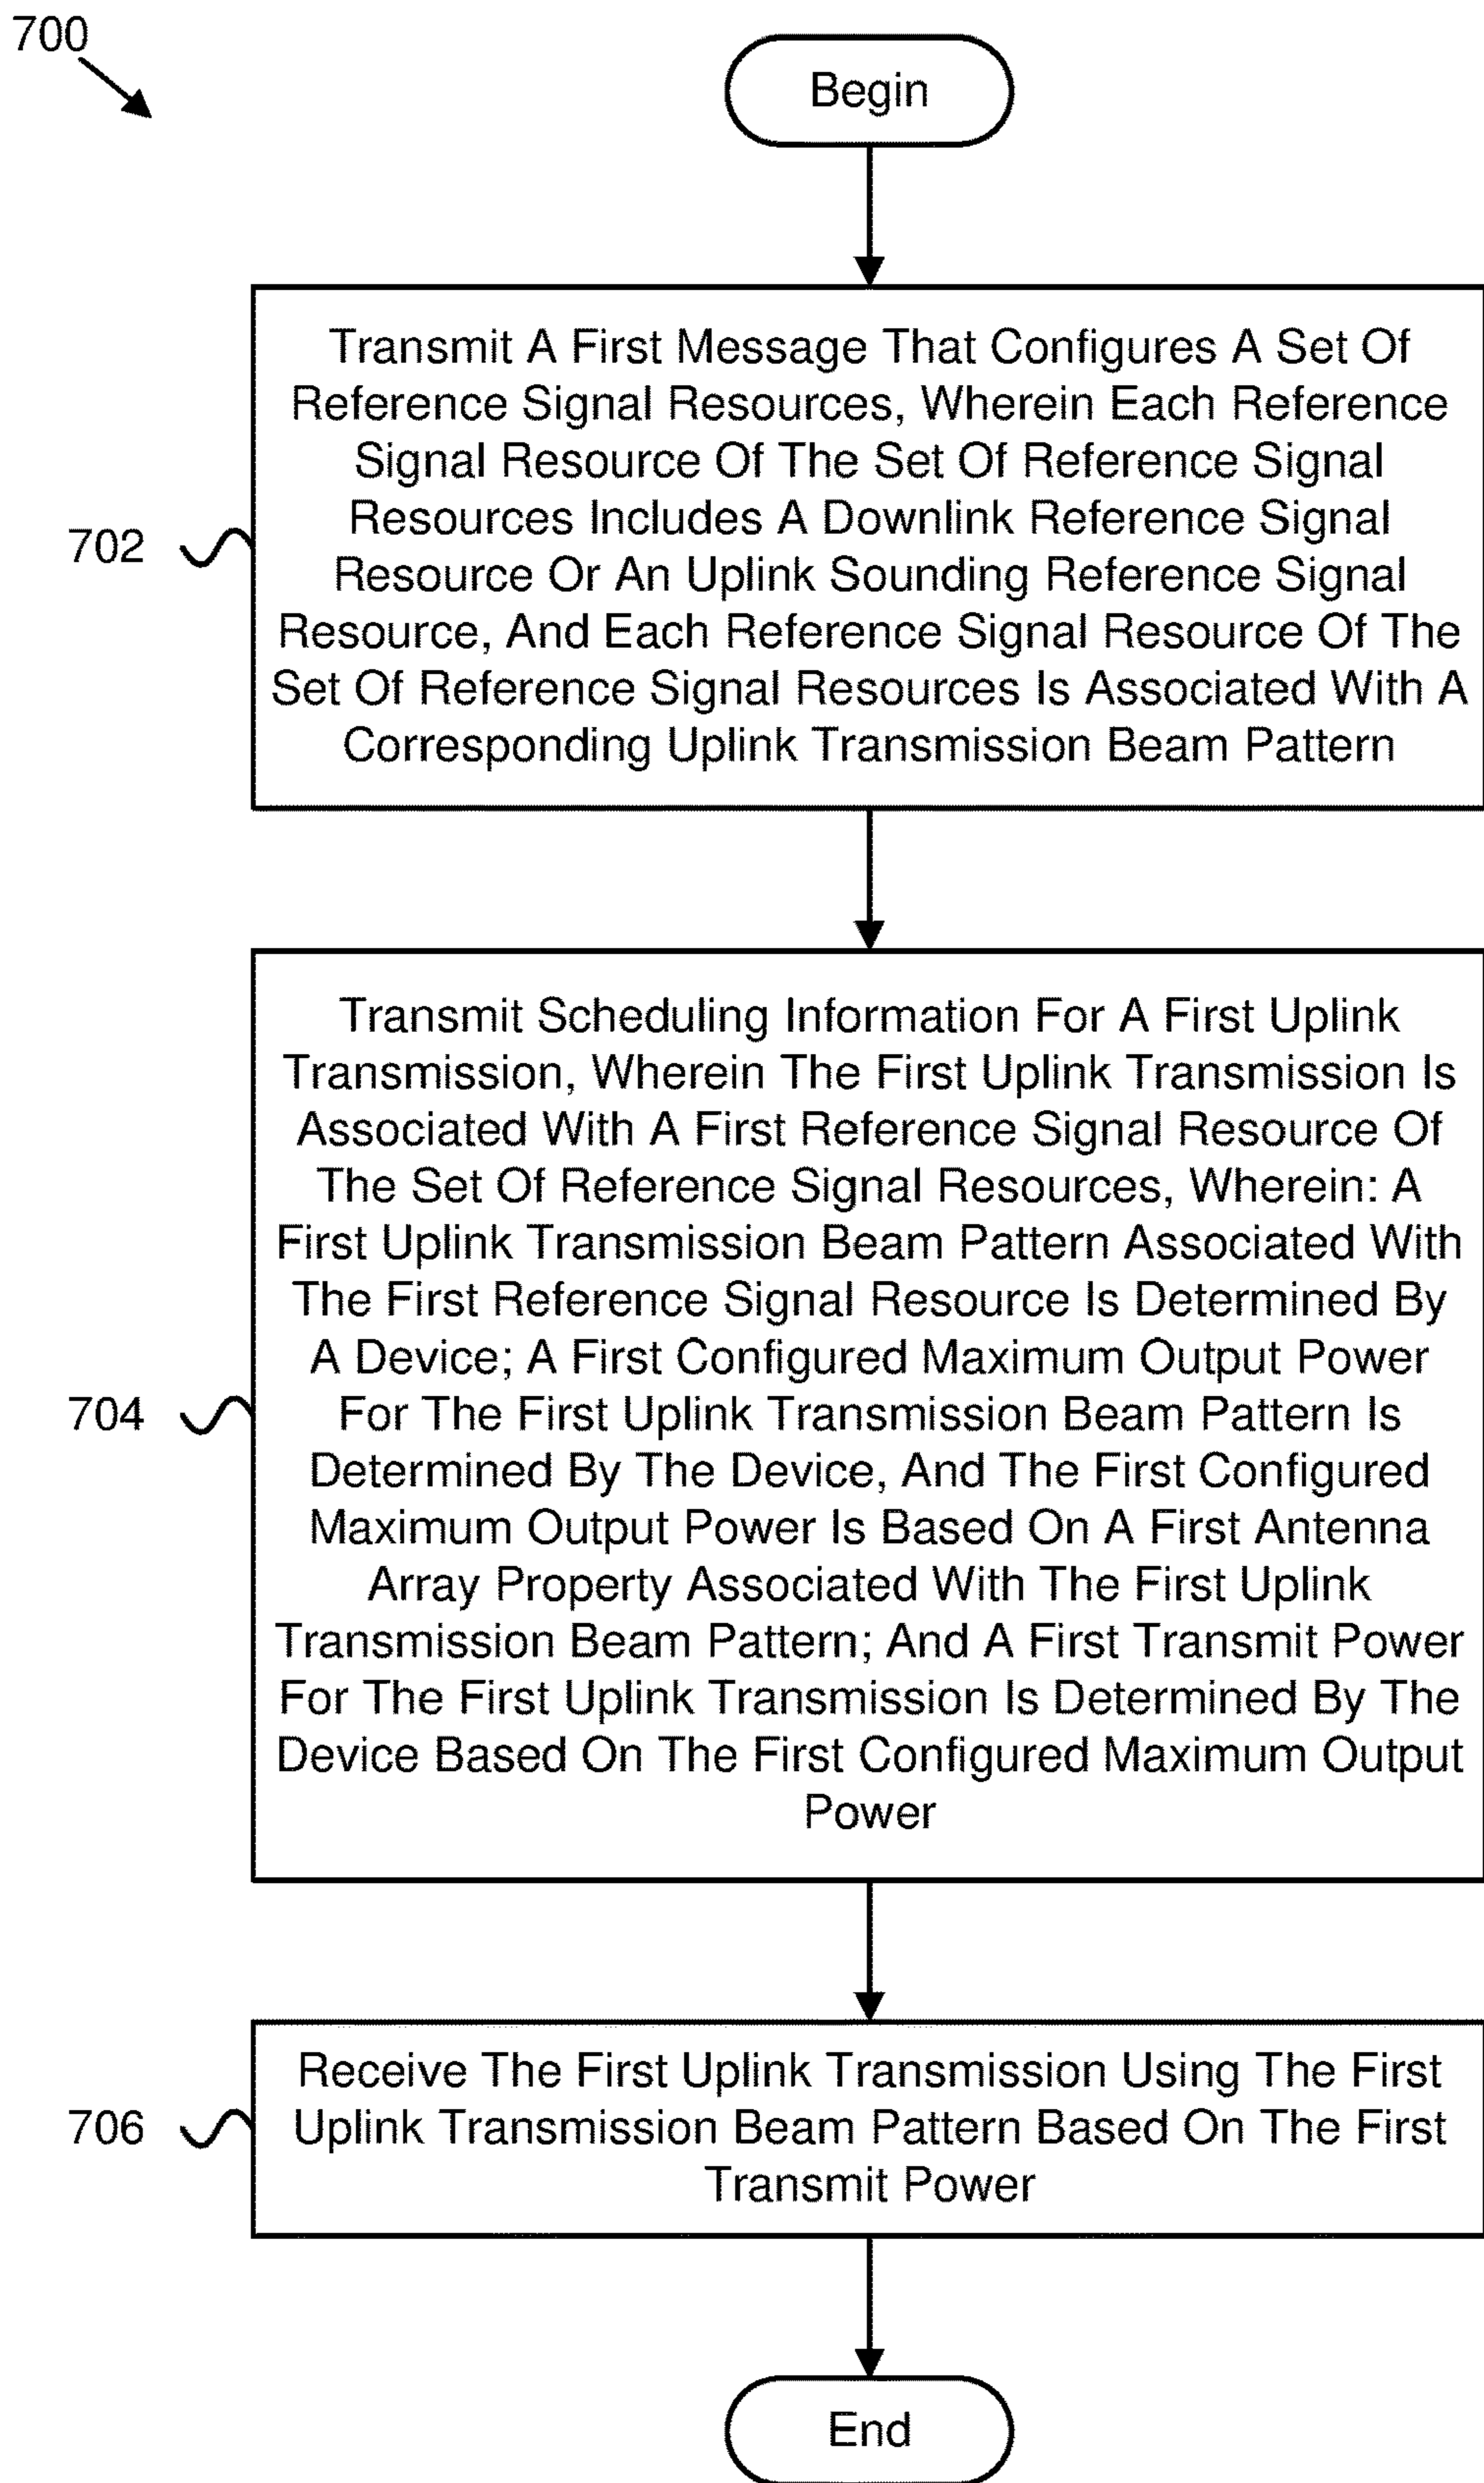 700
Begin
Transmit A First Message That Configures A Set Of
Reference Signal Resources, Wherein Each Reference
Signal Resource Of The Set Of Reference Signal
Resources Includes A Downlink Reference Signal
Resource Or An Uplink Sounding Reference Signal
Resource, And Each Reference Signal Resource Of The
Set Of Reference Signal Resources Is Associated With A
Corresponding Uplink Transmission Beam Pattern
702
Transmit Scheduling Information For A First Uplink
Transmission, Wherein The First Uplink Transmission Is
Associated With A First Reference Signal Resource Of
The Set Of Reference Signal Resources, Wherein: A
First Uplink Transmission Beam Pattern Associated With
The First Reference Signal Resource Is Determined By
A Device; A First Configured Maximum Output Power
For The First Uplink Transmission Beam Pattern Is
Determined By The Device, And The First Configured
Maximum Output Power Is Based On A First Antenna
Array Property Associated With The First Uplink
Transmission Beam Pattern; And A First Transmit Power
For The First Uplink Transmission Is Determined By The
Device Based On The First Configured Maximum Output
Power
704
Receive The First Uplink Transmission Using The First
Uplink Transmission Beam Pattern Based On The First
Transmit Power
706
End